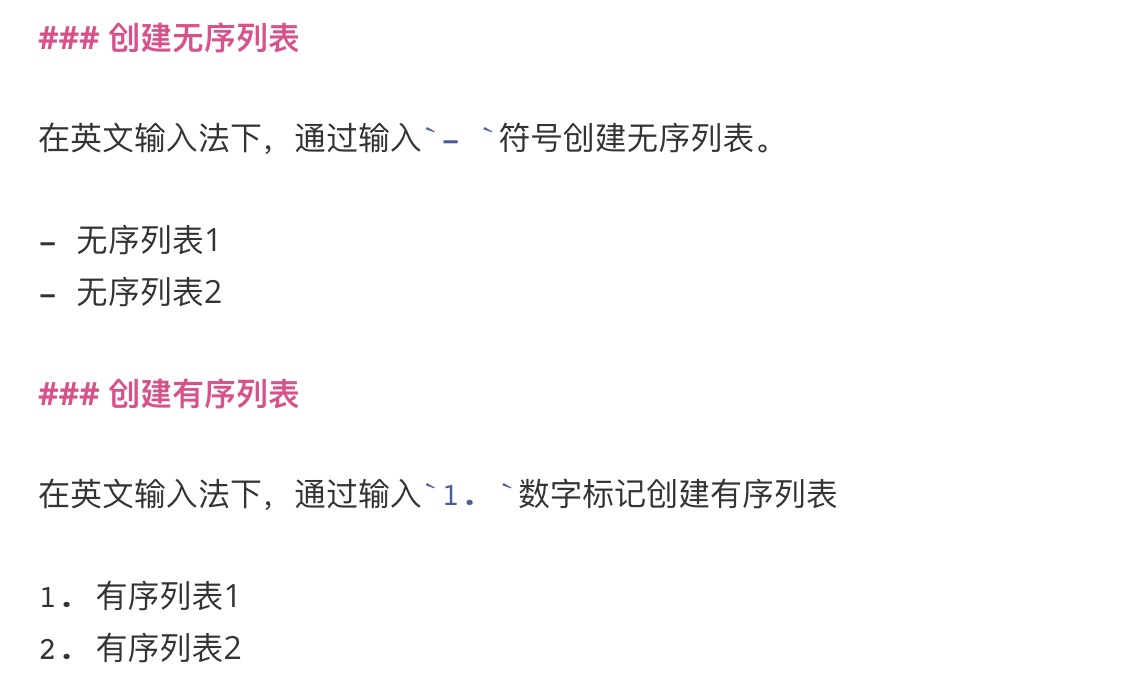 ### 创建无序列表
在英文输入法下，通过输入`- `符号创建无序列表。
- 无序列表1
- 无序列表2
### 创建有序列表
在英文输入法下，通过输入`1. `数字标记创建有序列表
1. 有序列表1
2. 有序列表2